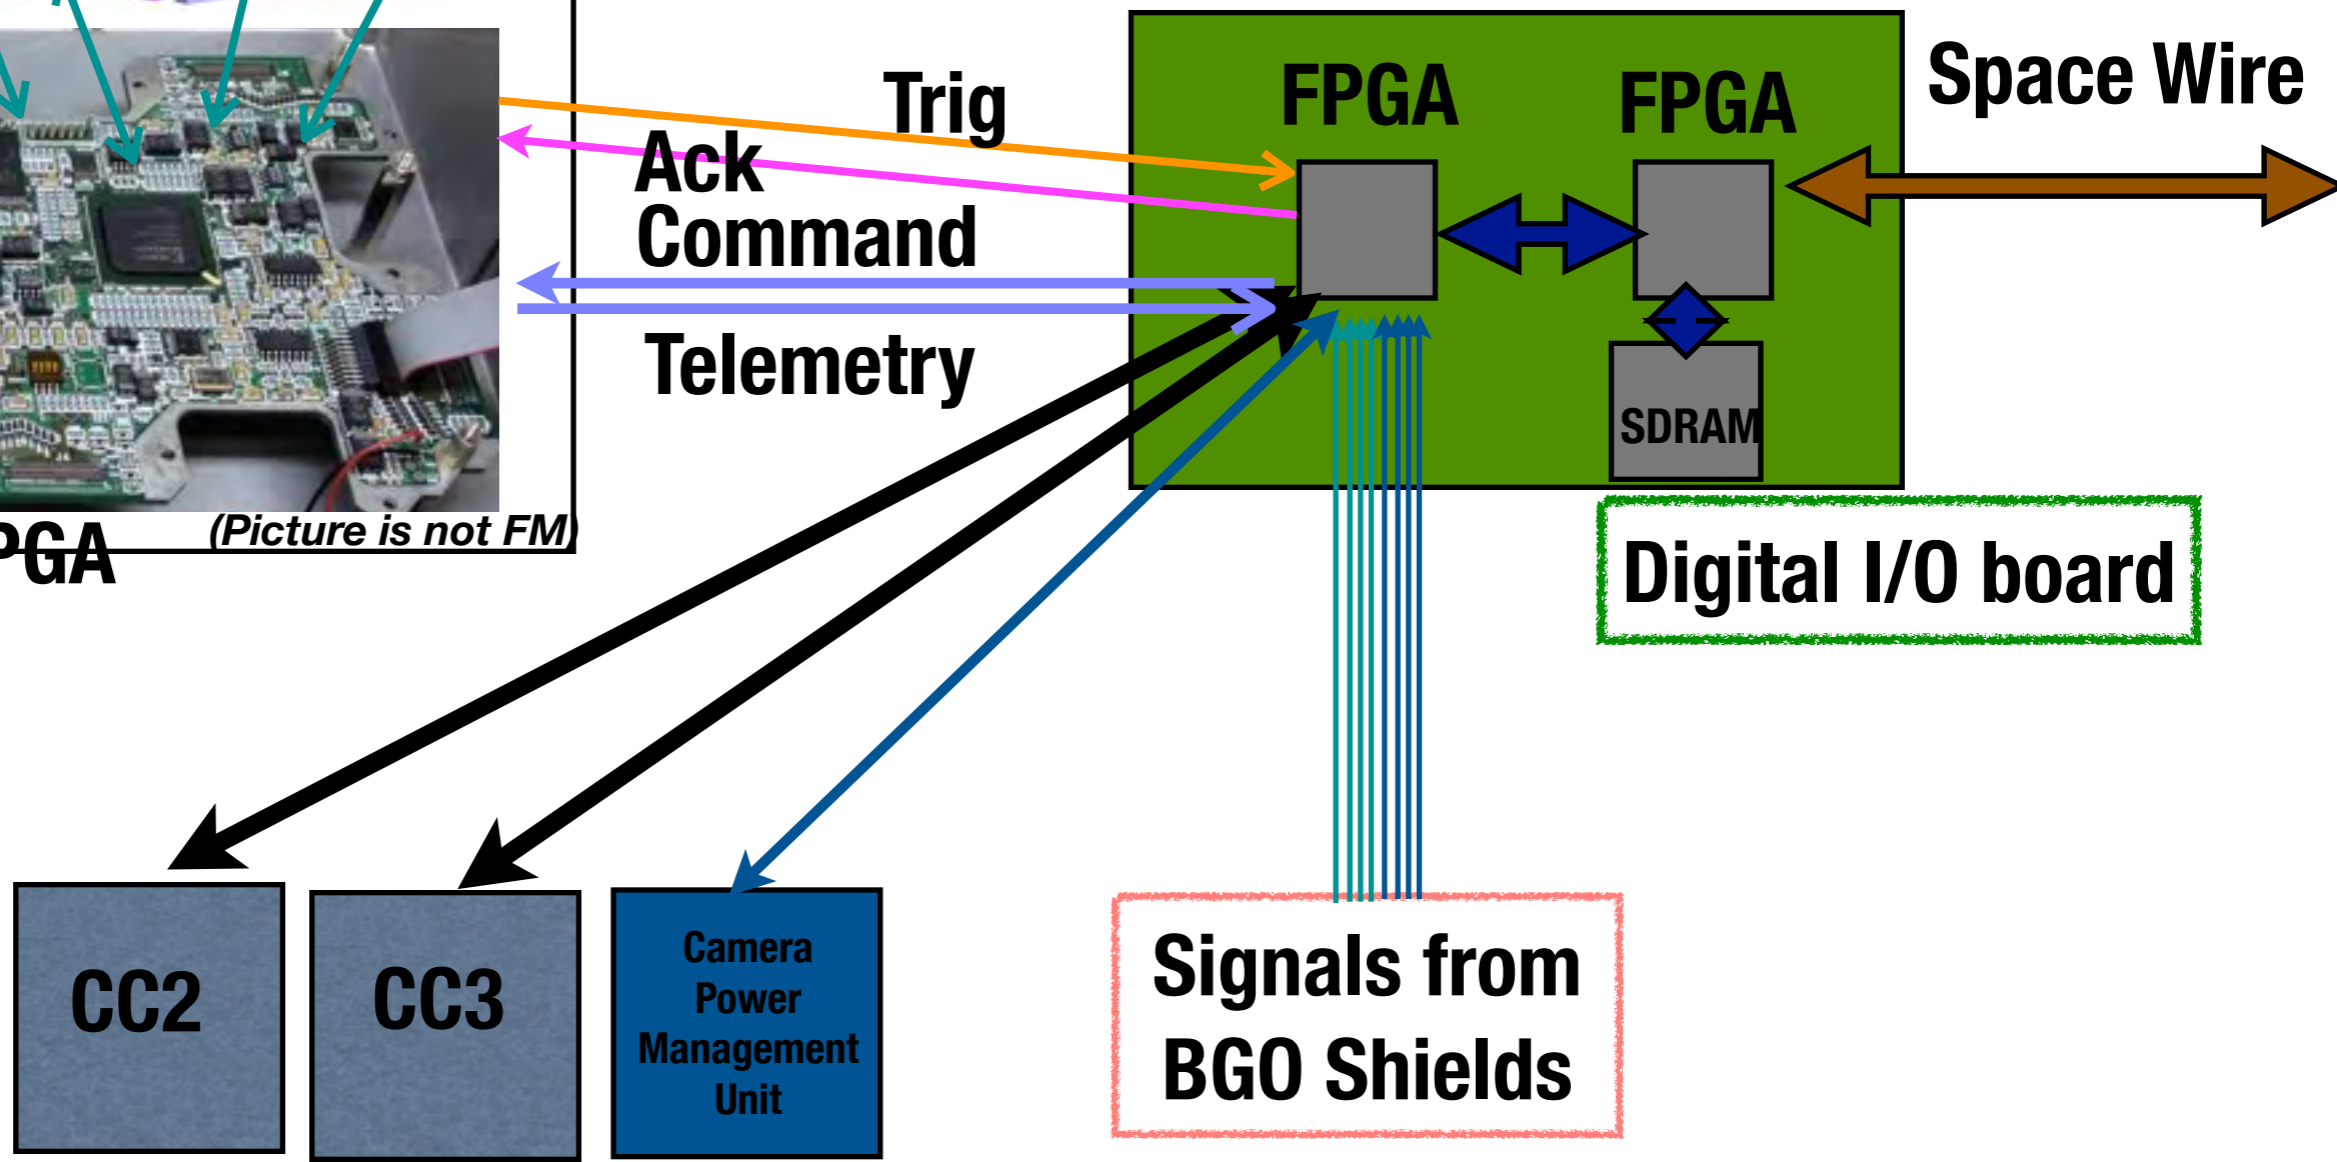 Trig
Ack
Command
Telemetry
FPGA
FPGA
Space Wire
SDRAM
(Picture is not FM)
PGA
Digital I/O board
CC2
CC3
Camera
Power
Management
Unit
Signals from
BGO Shields